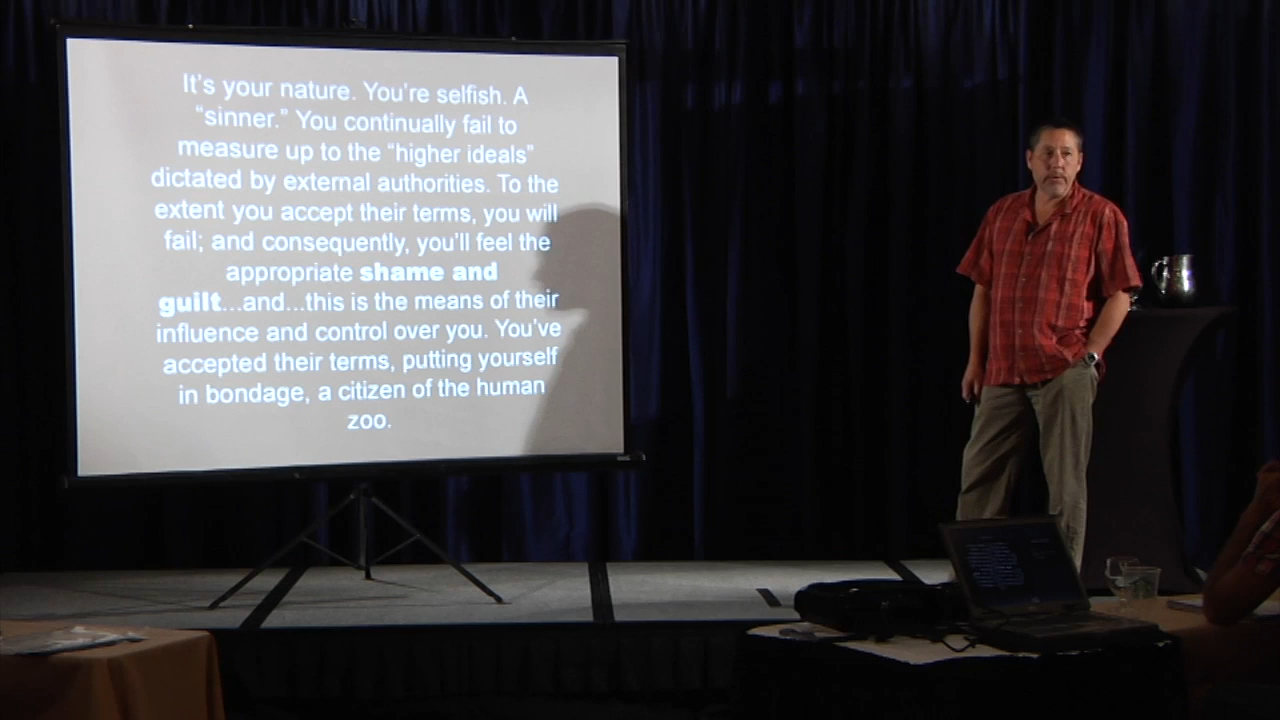 It's your nature. You're selfish. A
“sinner.” You continually fail to
measure up to the “higher ideals”
dictated by external authorities. To the
extent you accept their terms, you will
fail; and consequently, you'll feel the
appropriate shame and
guilt...and...this is the means of their
influence and control over you. You've
accepted their terms, putting yourself
in bondage, a citizen of the human
zoo.